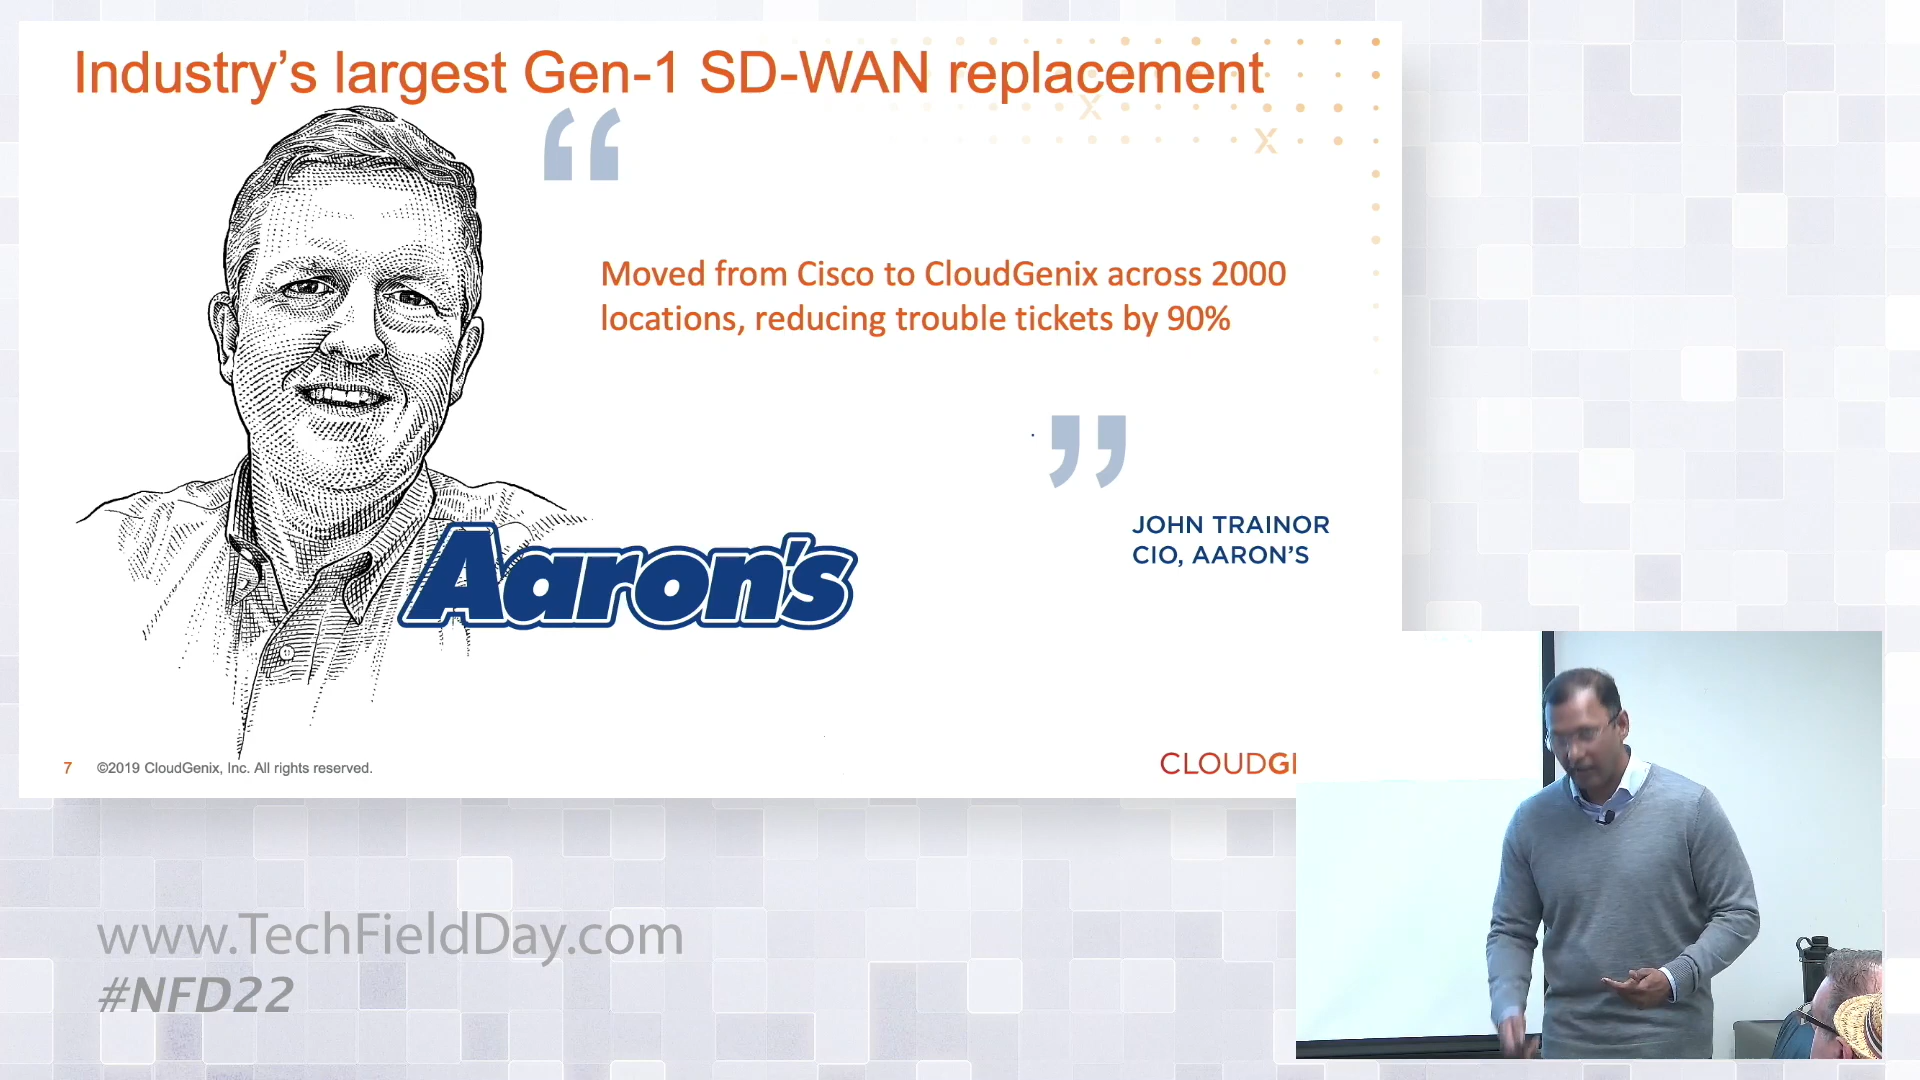 Industry’s largest Gen-1 SD-WAN replacement
“
Moved from Cisco to CloudGenix across 2000
locations, reducing trouble tickets by 90%
”
JOHN TRAINOR
CIO, AARON’S
Aaron's
7 ©2019 CloudGenix, Inc. All rights reserved.
CLOUDGE
www.TechFieldDay.com
#NFD22